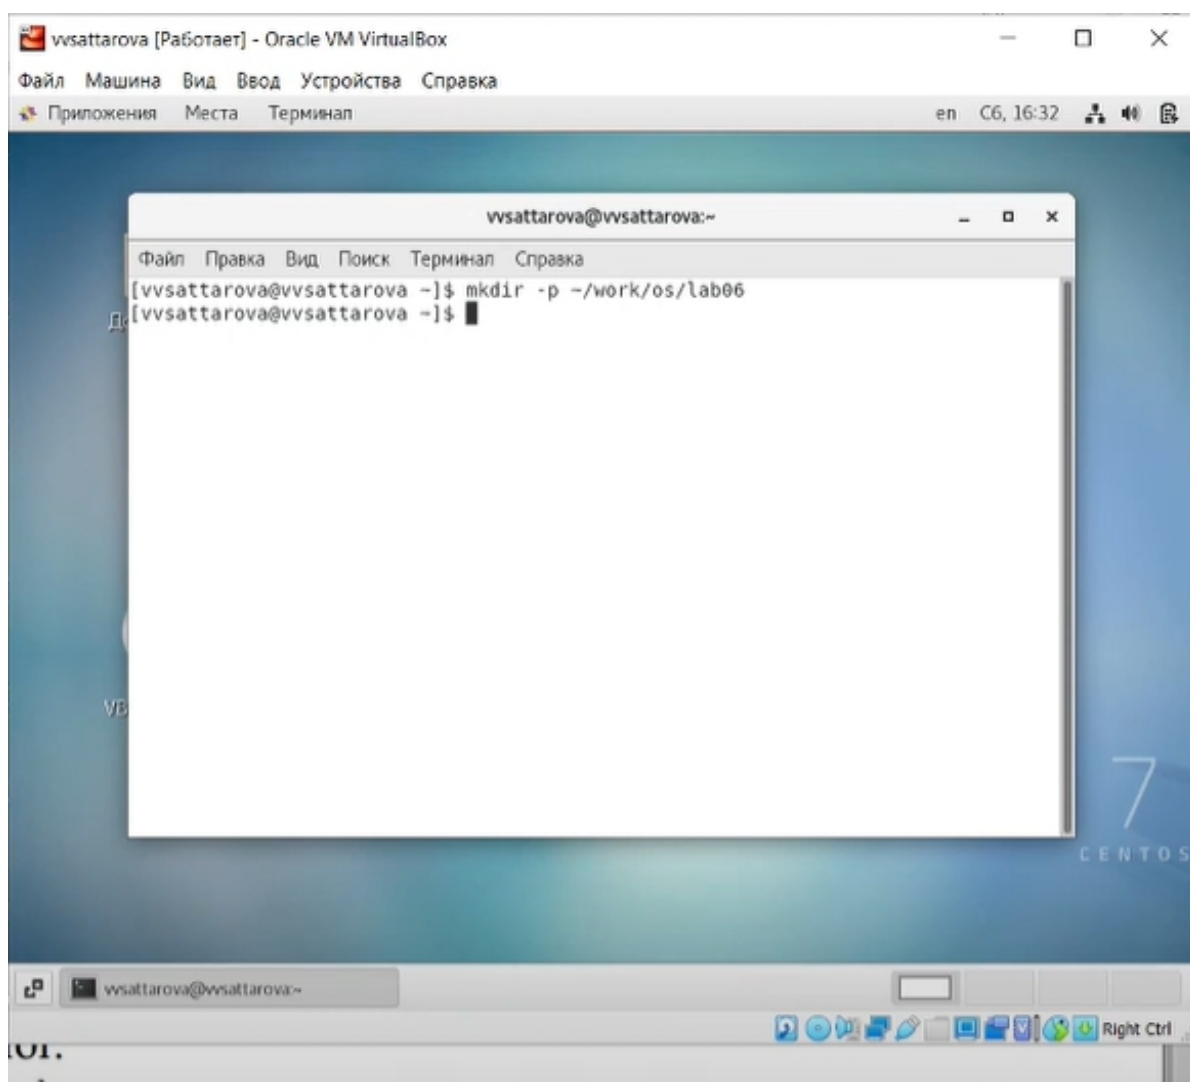 vvsattarova [Работает] - Oracle VM VirtualBox
Файл Машина Вид Ввод Устройства Справка
Приложения Места Терминал en Сб, 16:32
vvsattarova@vvsattarova:~
Файл Правка Вид Поиск Терминал Справка
[vvsattarova@vvsattarova ~]$ mkdir -p ~/work/os/lab06
[vvsattarova@vvsattarova ~]$
VB
7
CENTOS
vvsattarova@vvsattarova:~
Right Ctrl